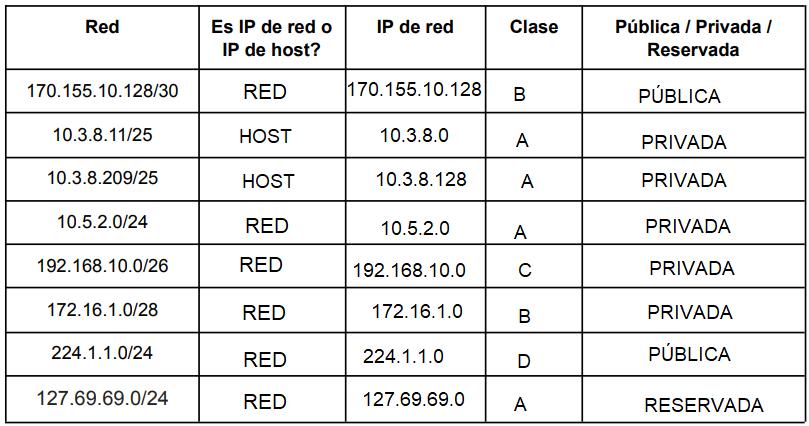 Red Es IP de red o IP de host? IP de red Clase Pública / Privada / Reservada
170.155.10.128/30 RED 170.155.10.128 B PÚBLICA
10.3.8.11/25 HOST 10.3.8.0 A PRIVADA
10.3.8.209/25 HOST 10.3.8.128 A PRIVADA
10.5.2.0/24 RED 10.5.2.0 A PRIVADA
192.168.10.0/26 RED 192.168.10.0 C PRIVADA
172.16.1.0/28 RED 172.16.1.0 B PRIVADA
224.1.1.0/24 RED 224.1.1.0 D PÚBLICA
127.69.69.0/24 RED 127.69.69.0 A RESERVADA